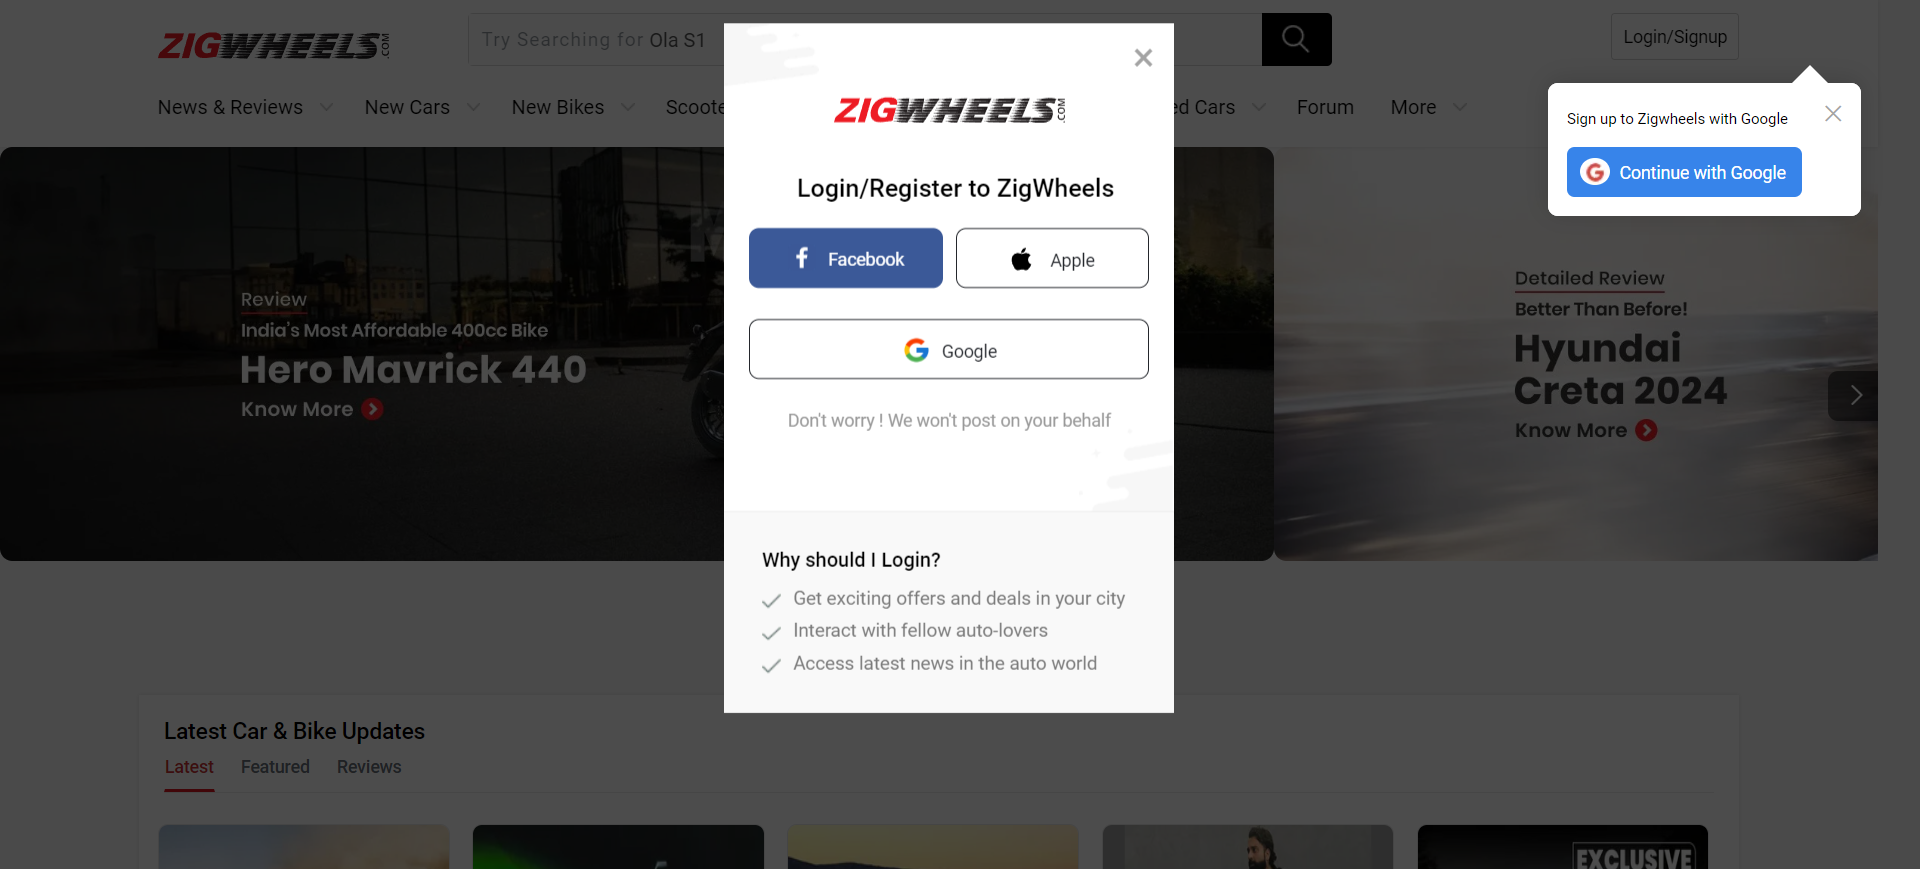 ZIGWHEELS.COM
Try Searching for Ola S1
Login/Signup
News & Reviews
New Cars
New Bikes
Scoote
ed Cars
Forum
More
Sign up to Zigwheels with Google
Continue with Google
ZIGWHEELS.COM
Login/Register to ZigWheels
Facebook
Apple
Google
Don't worry ! We won't post on your behalf
Why should I Login?
Get exciting offers and deals in your city
Interact with fellow auto-lovers
Access latest news in the auto world
Review
India's Most Affordable 400cc Bike
Hero Mavrick 440
Know More
Detailed Review
Better Than Before!
Hyundai
Creta 2024
Know More
Latest Car & Bike Updates
Latest
Featured
Reviews
EXCLUSIVE